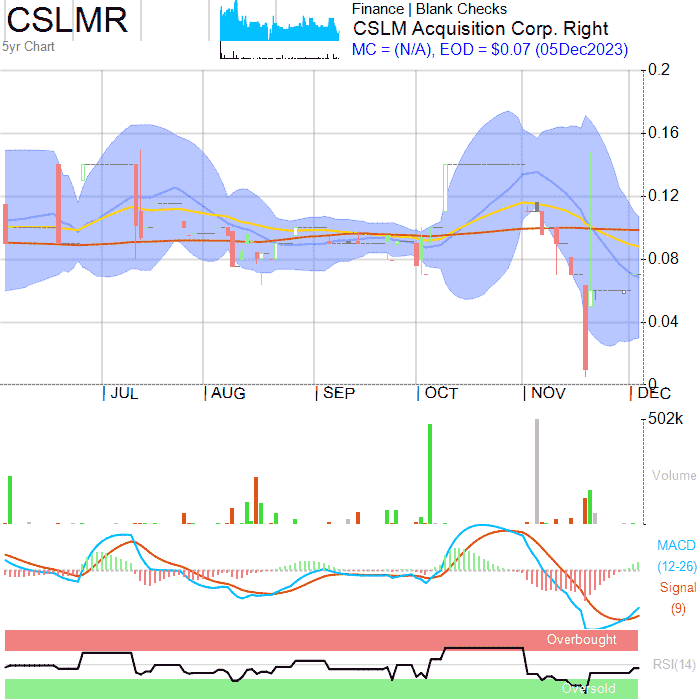 CSLMR
5yr Chart
Finance | Blank Checks
CSLM Acquisition Corp. Right
MC = (N/A), EOD = $0.07 (05Dec2023)
0.2
0.16
0.12
0.08
0.04
0
JUL AUG SEP OCT NOV DEC
502k
Volume
MACD
(12-26)
Signal
(9)
Overbought
RSI(14)
Oversold